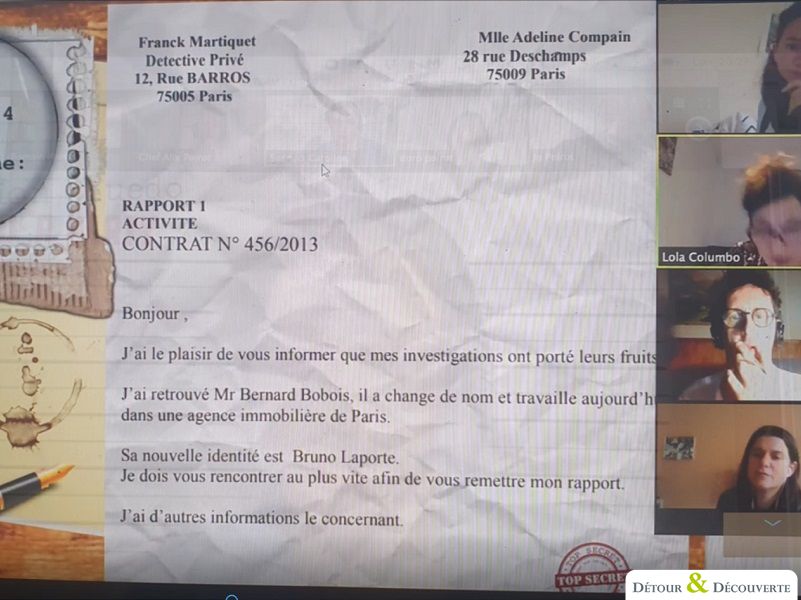 4
e:
Franck Martiquet
Detective Privé
12, Rue BARROS
75005 Paris
Mlle Adeline Compain
28 rue Deschamps
75009 Paris
RAPPORT 1
ACTIVITE
CONTRAT N° 456/2013
Bonjour ,
J'ai le plaisir de vous informer que mes investigations ont porté leurs fruits
J'ai retrouvé Mr Bernard Bobois, il a change de nom et travaille aujourd'h
dans une agence immobilière de Paris.
Sa nouvelle identité est Bruno Laporte.
Je dois vous rencontrer au plus vite afin de vous remettre mon rapport.
J'ai d'autres informations le concernant.
Lola Columbo
TOP SECRET
TOP SECRE
DÉTOUR & DÉCOUVERTE